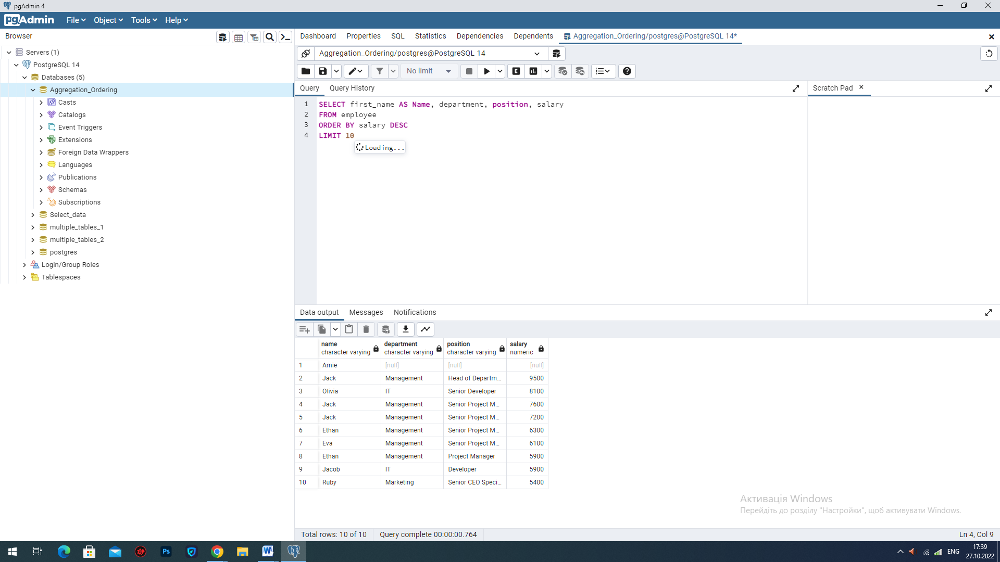 pgAdmin 4
pgAdmin File Object Tools Help
Browser
Dashboard Properties SQL Statistics Dependencies Dependents Aggregation_Ordering/postgres@PostgreSQL 14*
Servers (1)
PostgreSQL 14
Databases (5)
Aggregation_Ordering
Casts
Catalogs
Event Triggers
Extensions
Foreign Data Wrappers
Languages
Publications
Schemas
Subscriptions
Select_data
multiple_tables_1
multiple_tables_2
postgres
Login/Group Roles
Tablespaces
Aggregation_Ordering/postgres@PostgreSQL 14
No limit
E
Query Query History
Scratch Pad
1 SELECT first_name AS Name, department, position, salary
2 FROM employee
3 ORDER BY salary DESC
4 LIMIT 10
Loading...
Data output Messages Notifications
name department position salary
character varying character varying character varying numeric
1 Amie [null] [null] [null]
2 Jack Management Head of Departm... 9500
3 Olivia IT Senior Developer 8100
4 Jack Management Senior Project M... 7600
5 Jack Management Senior Project M... 7200
6 Ethan Management Senior Project M... 6300
7 Eva Management Senior Project M... 6100
8 Ethan Management Project Manager 5900
9 Jacob IT Developer 5900
10 Ruby Marketing Senior CEO Speci... 5400
Активація Windows
Перейдіть до розділу "Настройки", щоб активувати Windows.
Total rows: 10 of 10 Query complete 00:00:00.764
Ln 4, Col 9
Ps
W
ENG
17:39
27.10.2022